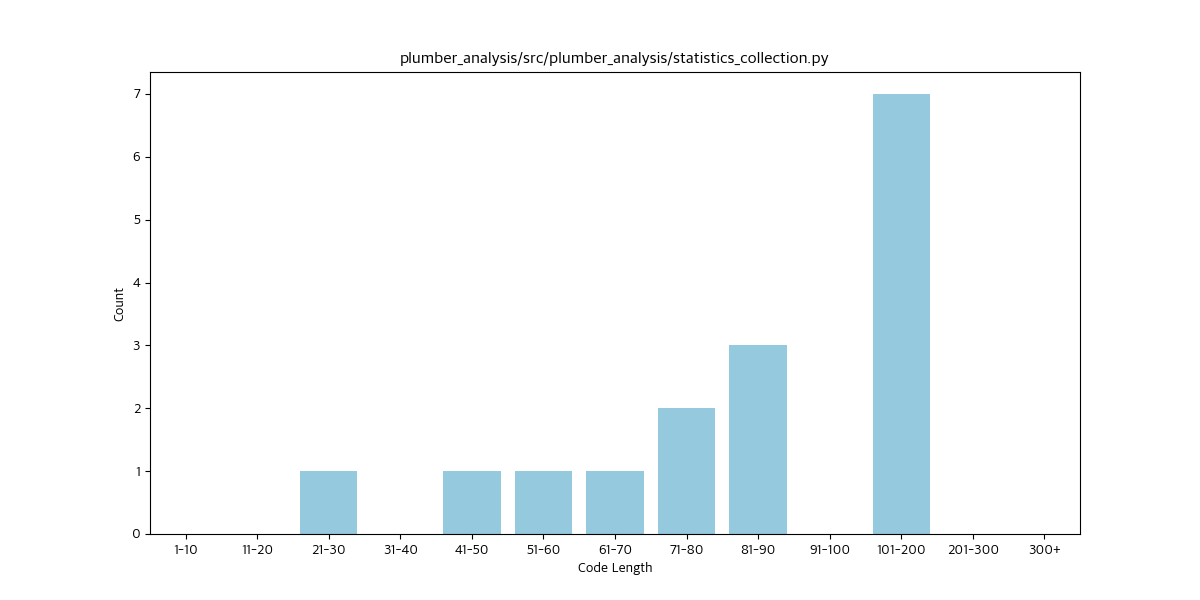 plumber_analysis/src/plumber_analysis/statistics_collection.py
7
6
5
4
3
2
1
0
Count
1-10 11-20 21-30 31-40 41-50 51-60 61-70 71-80 81-90 91-100 101-200 201-300 300+
Code Length